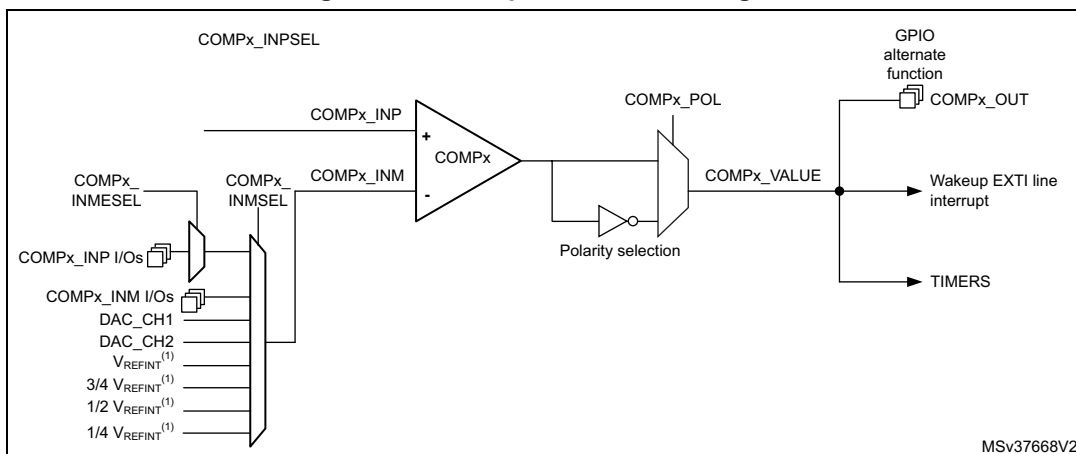 COMPx_INPSEL
GPIO
alternate
function
COMPx_OUT
COMPx_POL
COMPx_INP
+
COMPx
COMPx_
INMESEL
COMPx_
INMSEL
COMPx_INM
-
COMPx_VALUE
Wakeup EXTI line
interrupt
Polarity selection
COMPx_INP I/Os
COMPx_INM I/Os
TIMERS
DAC_CH1
DAC_CH2
VREFINT(1)
3/4 VREFINT(1)
1/2 VREFINT(1)
1/4 VREFINT(1)
MSv37668V2